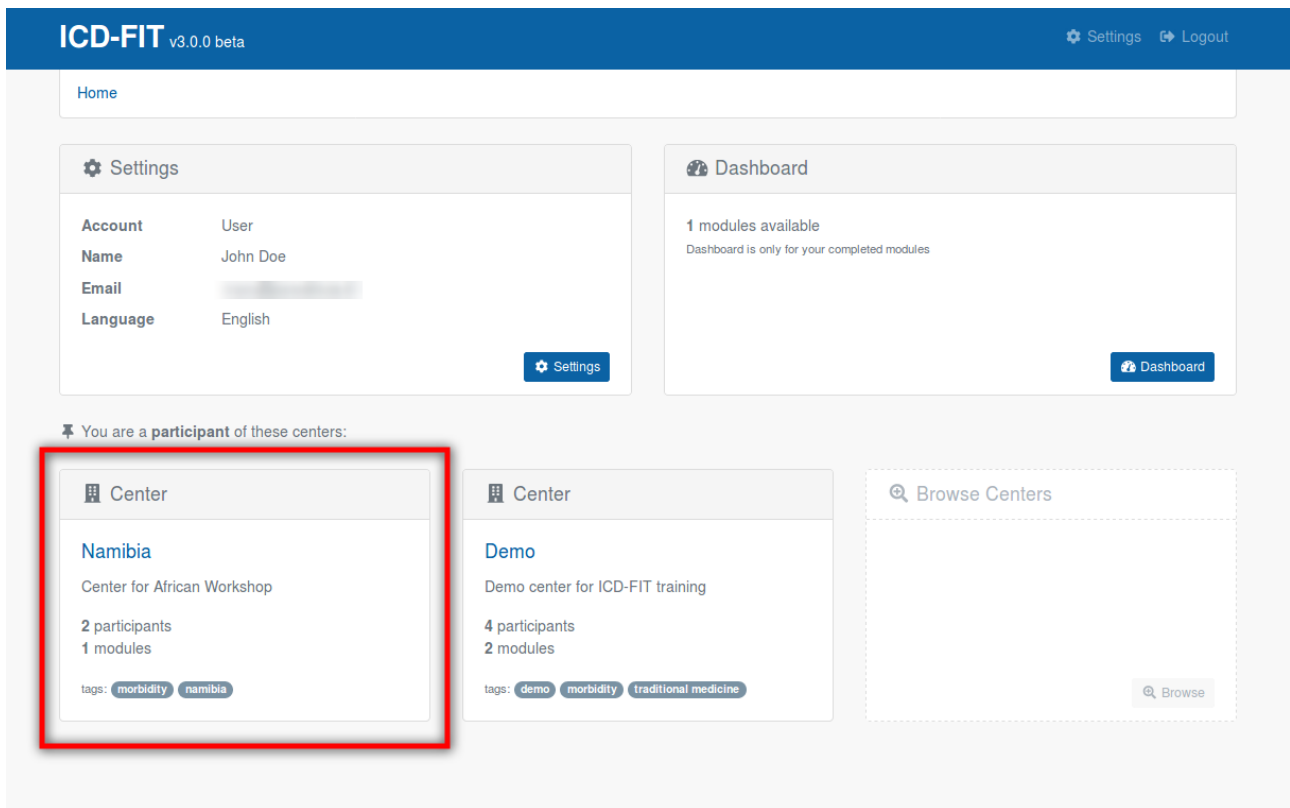 ICD-FIT v3.0.0 beta
Settings Logout
Home
Settings
Account User
Name John Doe
Email
Language English
Settings
Dashboard
1 modules available
Dashboard is only for your completed modules
Dashboard
You are a participant of these centers:
Center
Namibia
Center for African Workshop
2 participants
1 modules
tags: morbidity namibia
Center
Demo
Demo center for ICD-FIT training
4 participants
2 modules
tags: demo morbidity traditional medicine
Browse Centers
Browse